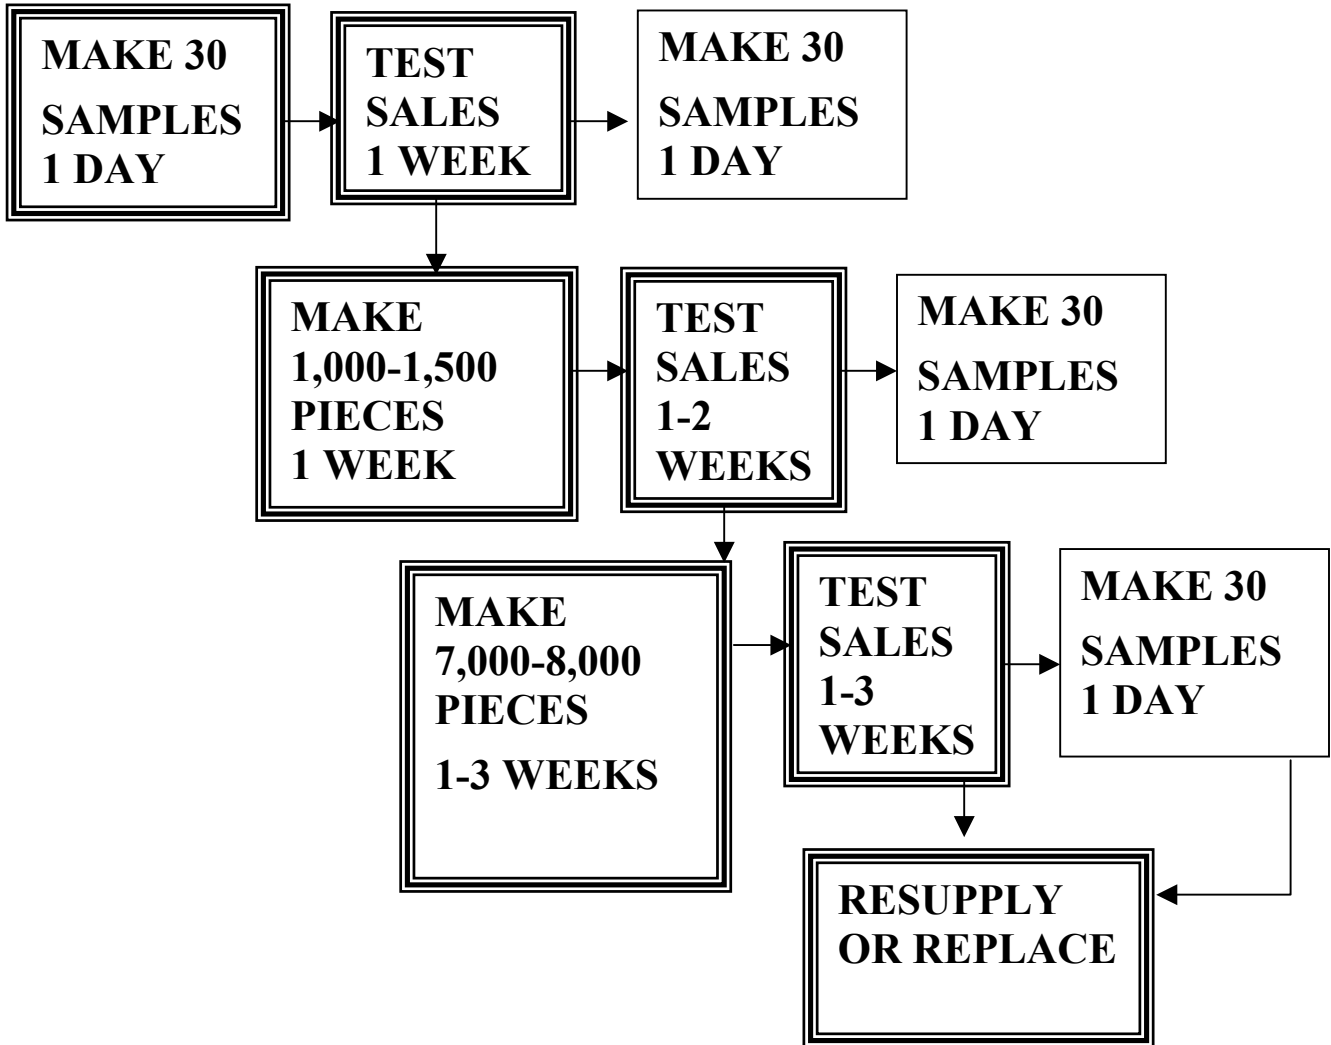 MAKE 30
SAMPLES
1 DAY
TEST
SALES
1 WEEK
MAKE 30
SAMPLES
1 DAY
MAKE
1,000-1,500
PIECES
1 WEEK
TEST
SALES
1-2
WEEKS
MAKE 30
SAMPLES
1 DAY
MAKE
7,000-8,000
PIECES
1-3 WEEKS
TEST
SALES
1-3
WEEKS
MAKE 30
SAMPLES
1 DAY
RESUPPLY
OR REPLACE